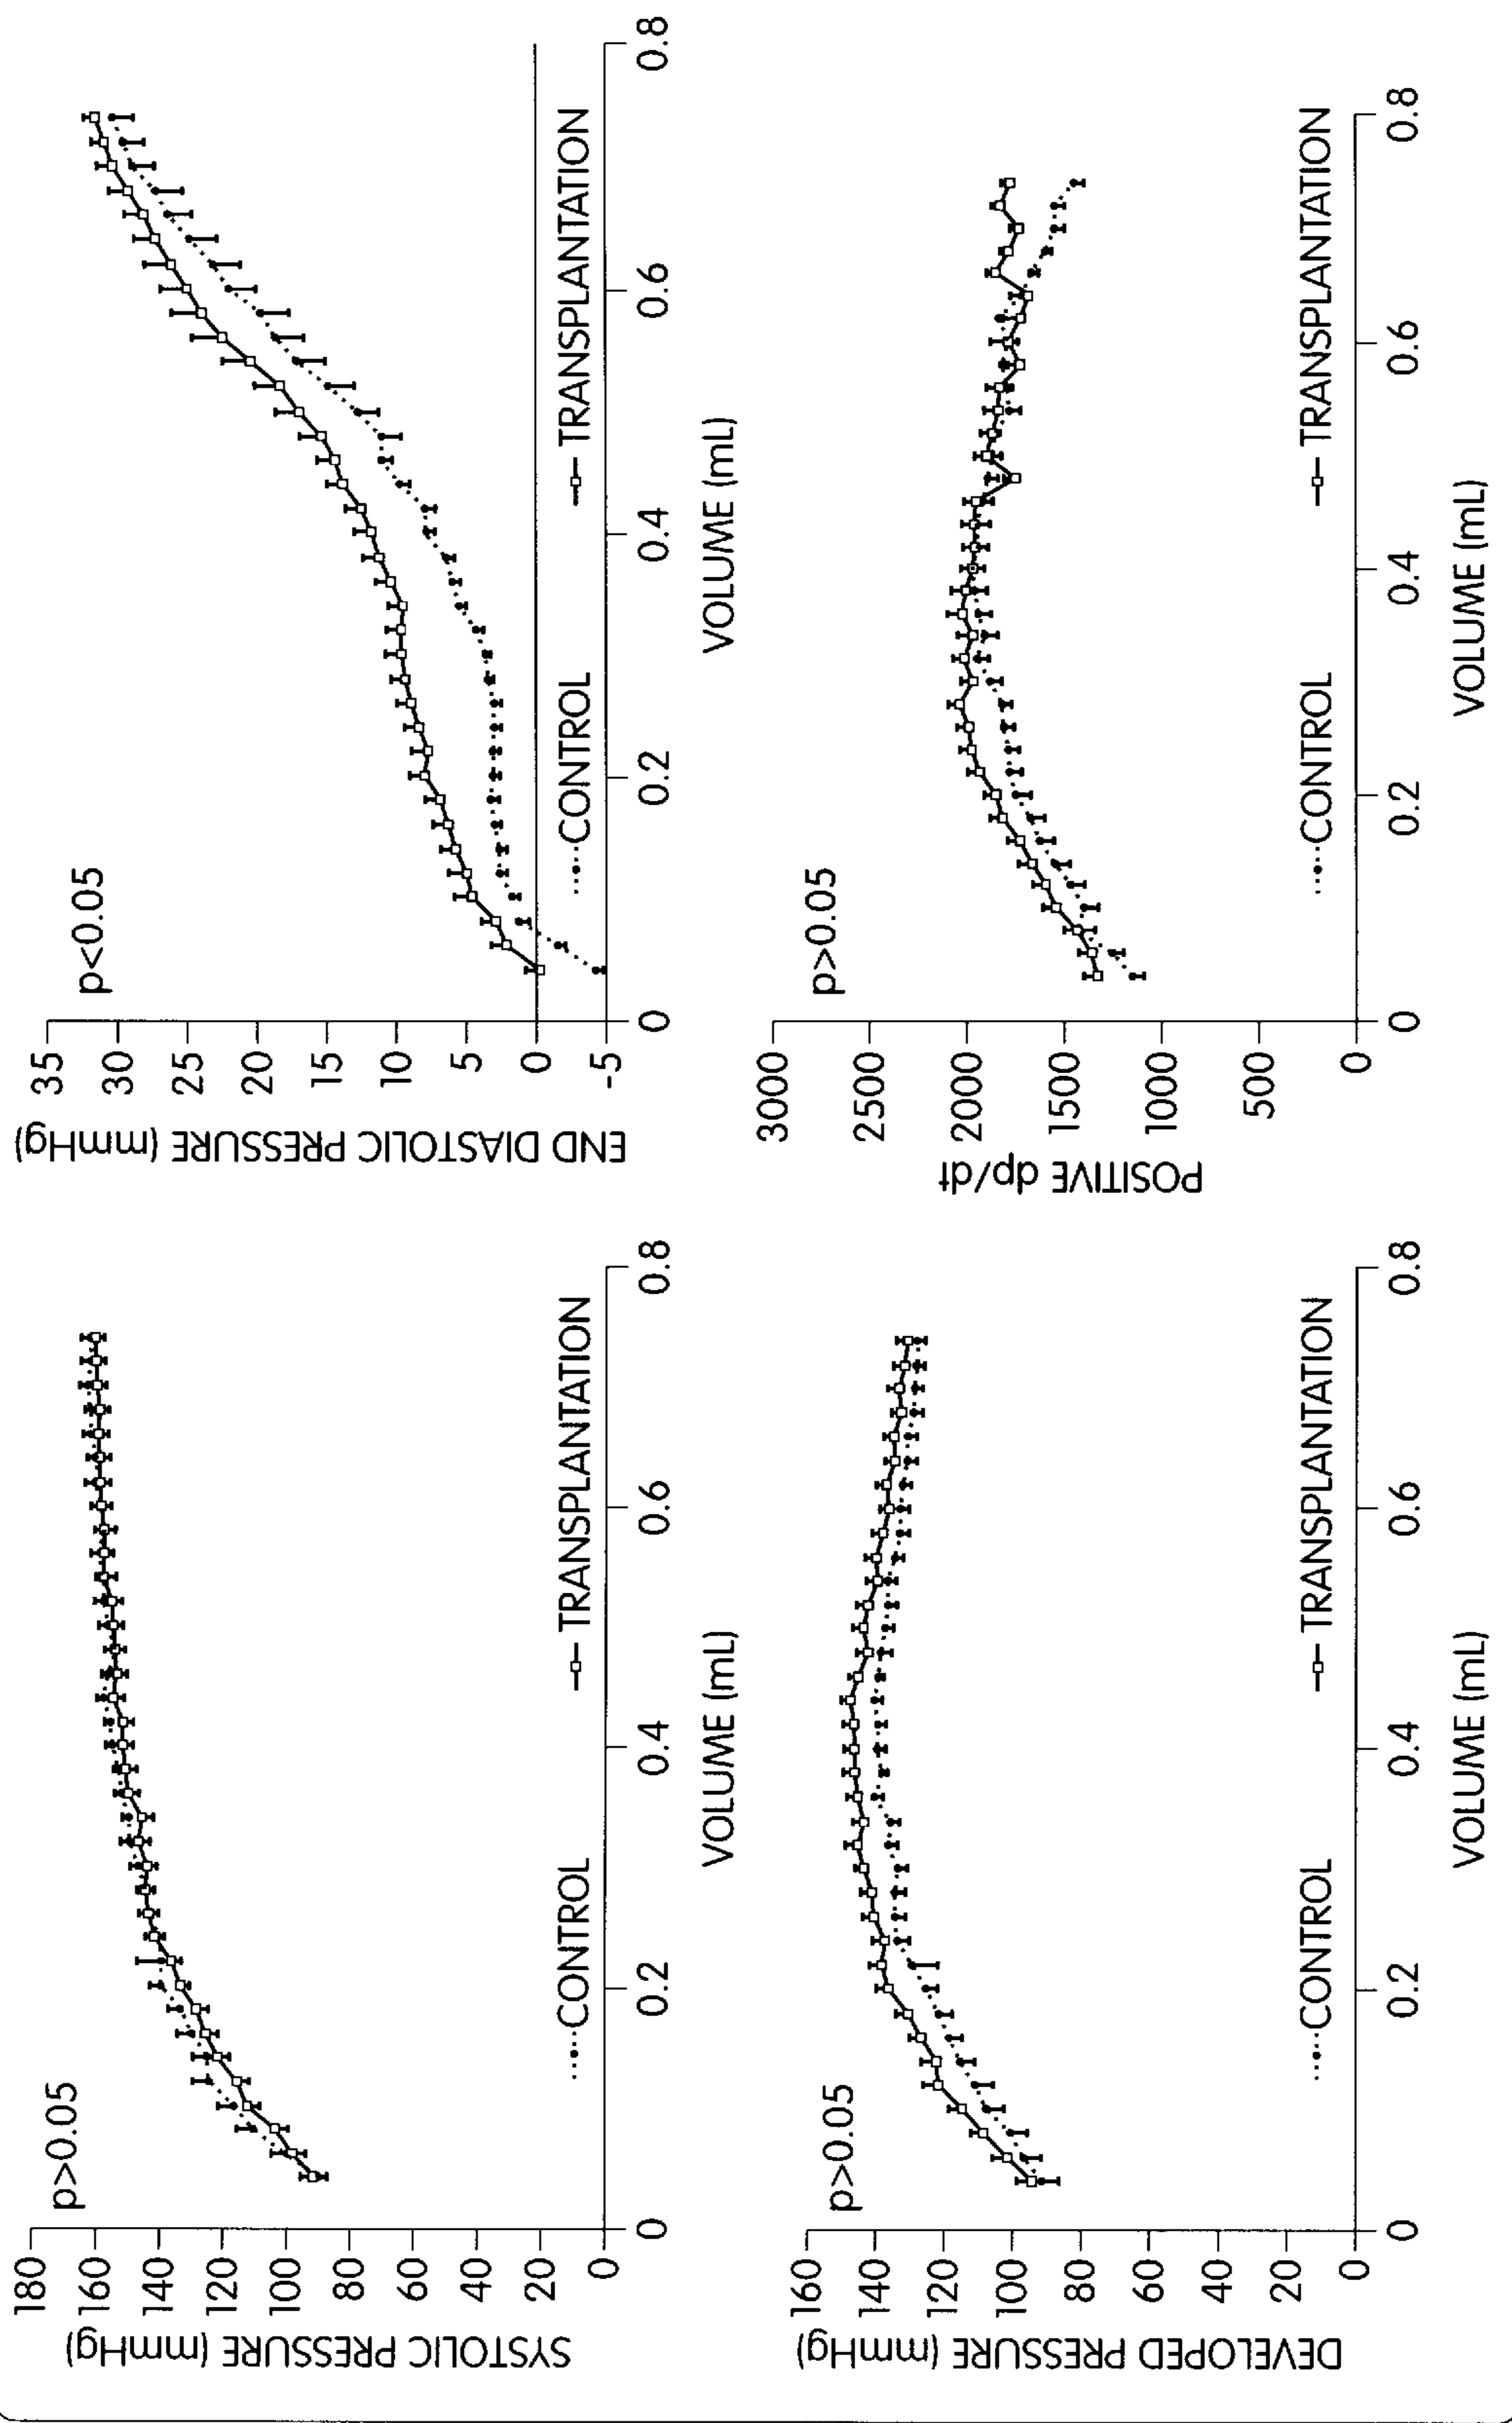 p>0.05
SYSTOLIC PRESSURE (mmHg)
180
160
140
120
100
80
60
40
20
0
0 0.2 0.4 0.6 0.8
VOLUME (mL)
CONTROL TRANSPLANTATION
p<0.05
END DIASTOLIC PRESSURE (mmHg)
35
30
25
20
15
10
5
0
-5
0 0.2 0.4 0.6 0.8
VOLUME (mL)
CONTROL TRANSPLANTATION
p>0.05
DEVELOPED PRESSURE (mmHg)
160
140
120
100
80
60
40
20
0
0 0.2 0.4 0.6 0.8
VOLUME (mL)
CONTROL TRANSPLANTATION
p>0.05
POSITIVE dp/dt
3000
2500
2000
1500
1000
500
0
0 0.2 0.4 0.6 0.8
VOLUME (mL)
CONTROL TRANSPLANTATION